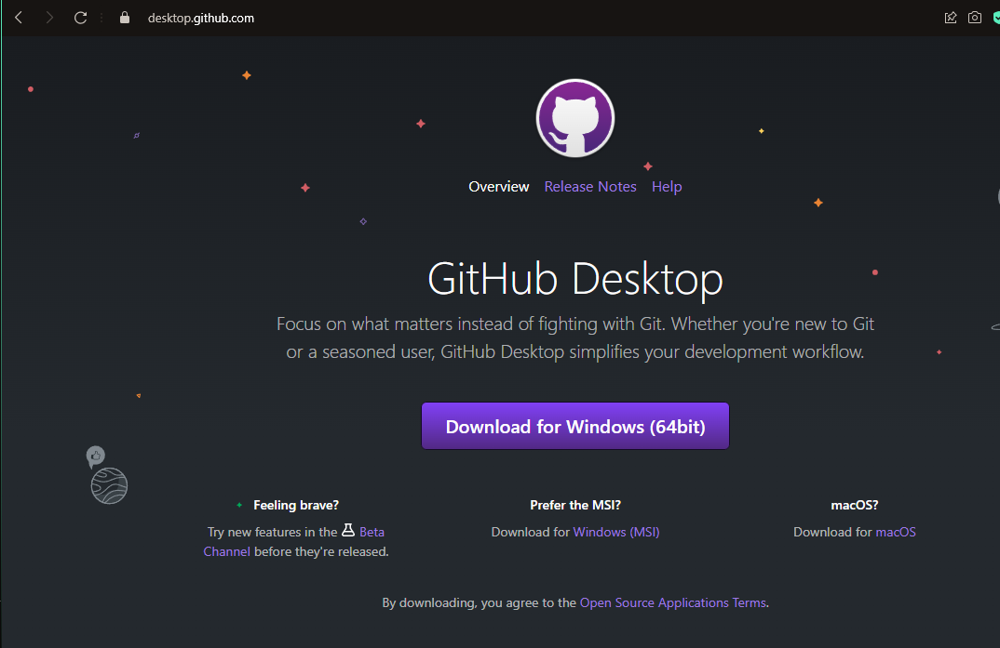 desktop.github.com
Overview Release Notes Help
GitHub Desktop
Focus on what matters instead of fighting with Git. Whether you're new to Git
or a seasoned user, GitHub Desktop simplifies your development workflow.
Download for Windows (64bit)
Feeling brave?
Try new features in the Beta
Channel before they're released.
Prefer the MSI?
Download for Windows (MSI)
macOS?
Download for macOS
By downloading, you agree to the Open Source Applications Terms.